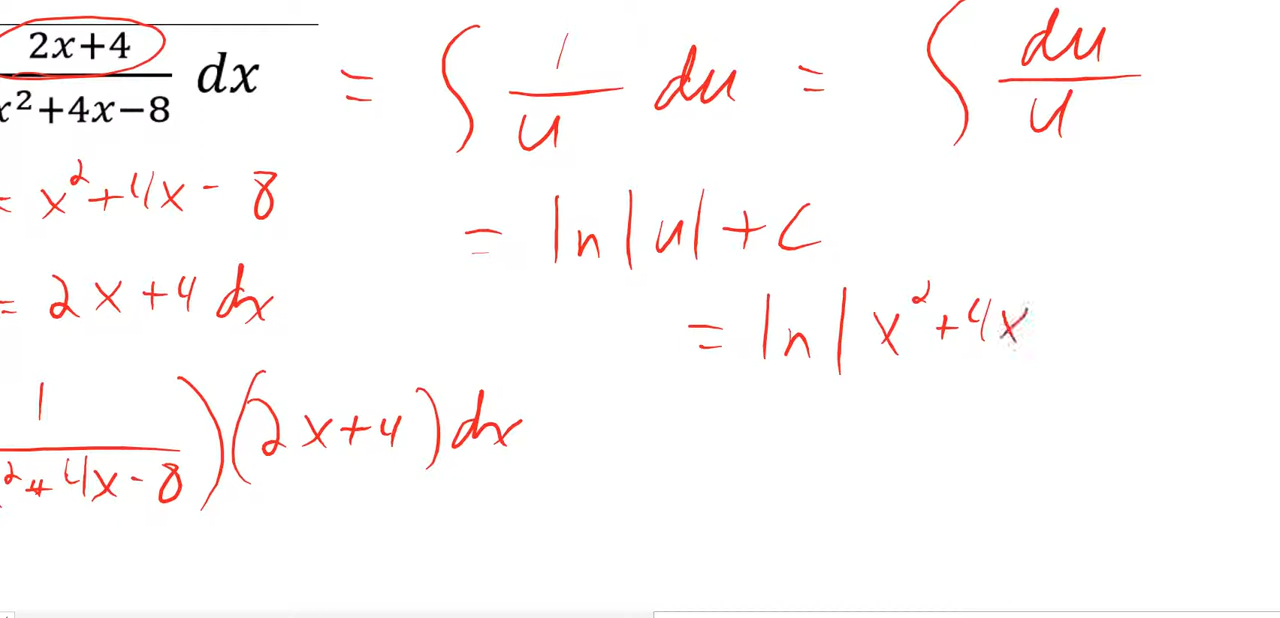 2x+4
x²+4x−8 dx = ∫ 1/u du = ∫ du/u
= x² + 4x - 8
= ln |u| + C
= 2x + 4 dx
= ln | x² + 4x
1
²+4x-8 ) (2x+4) dx